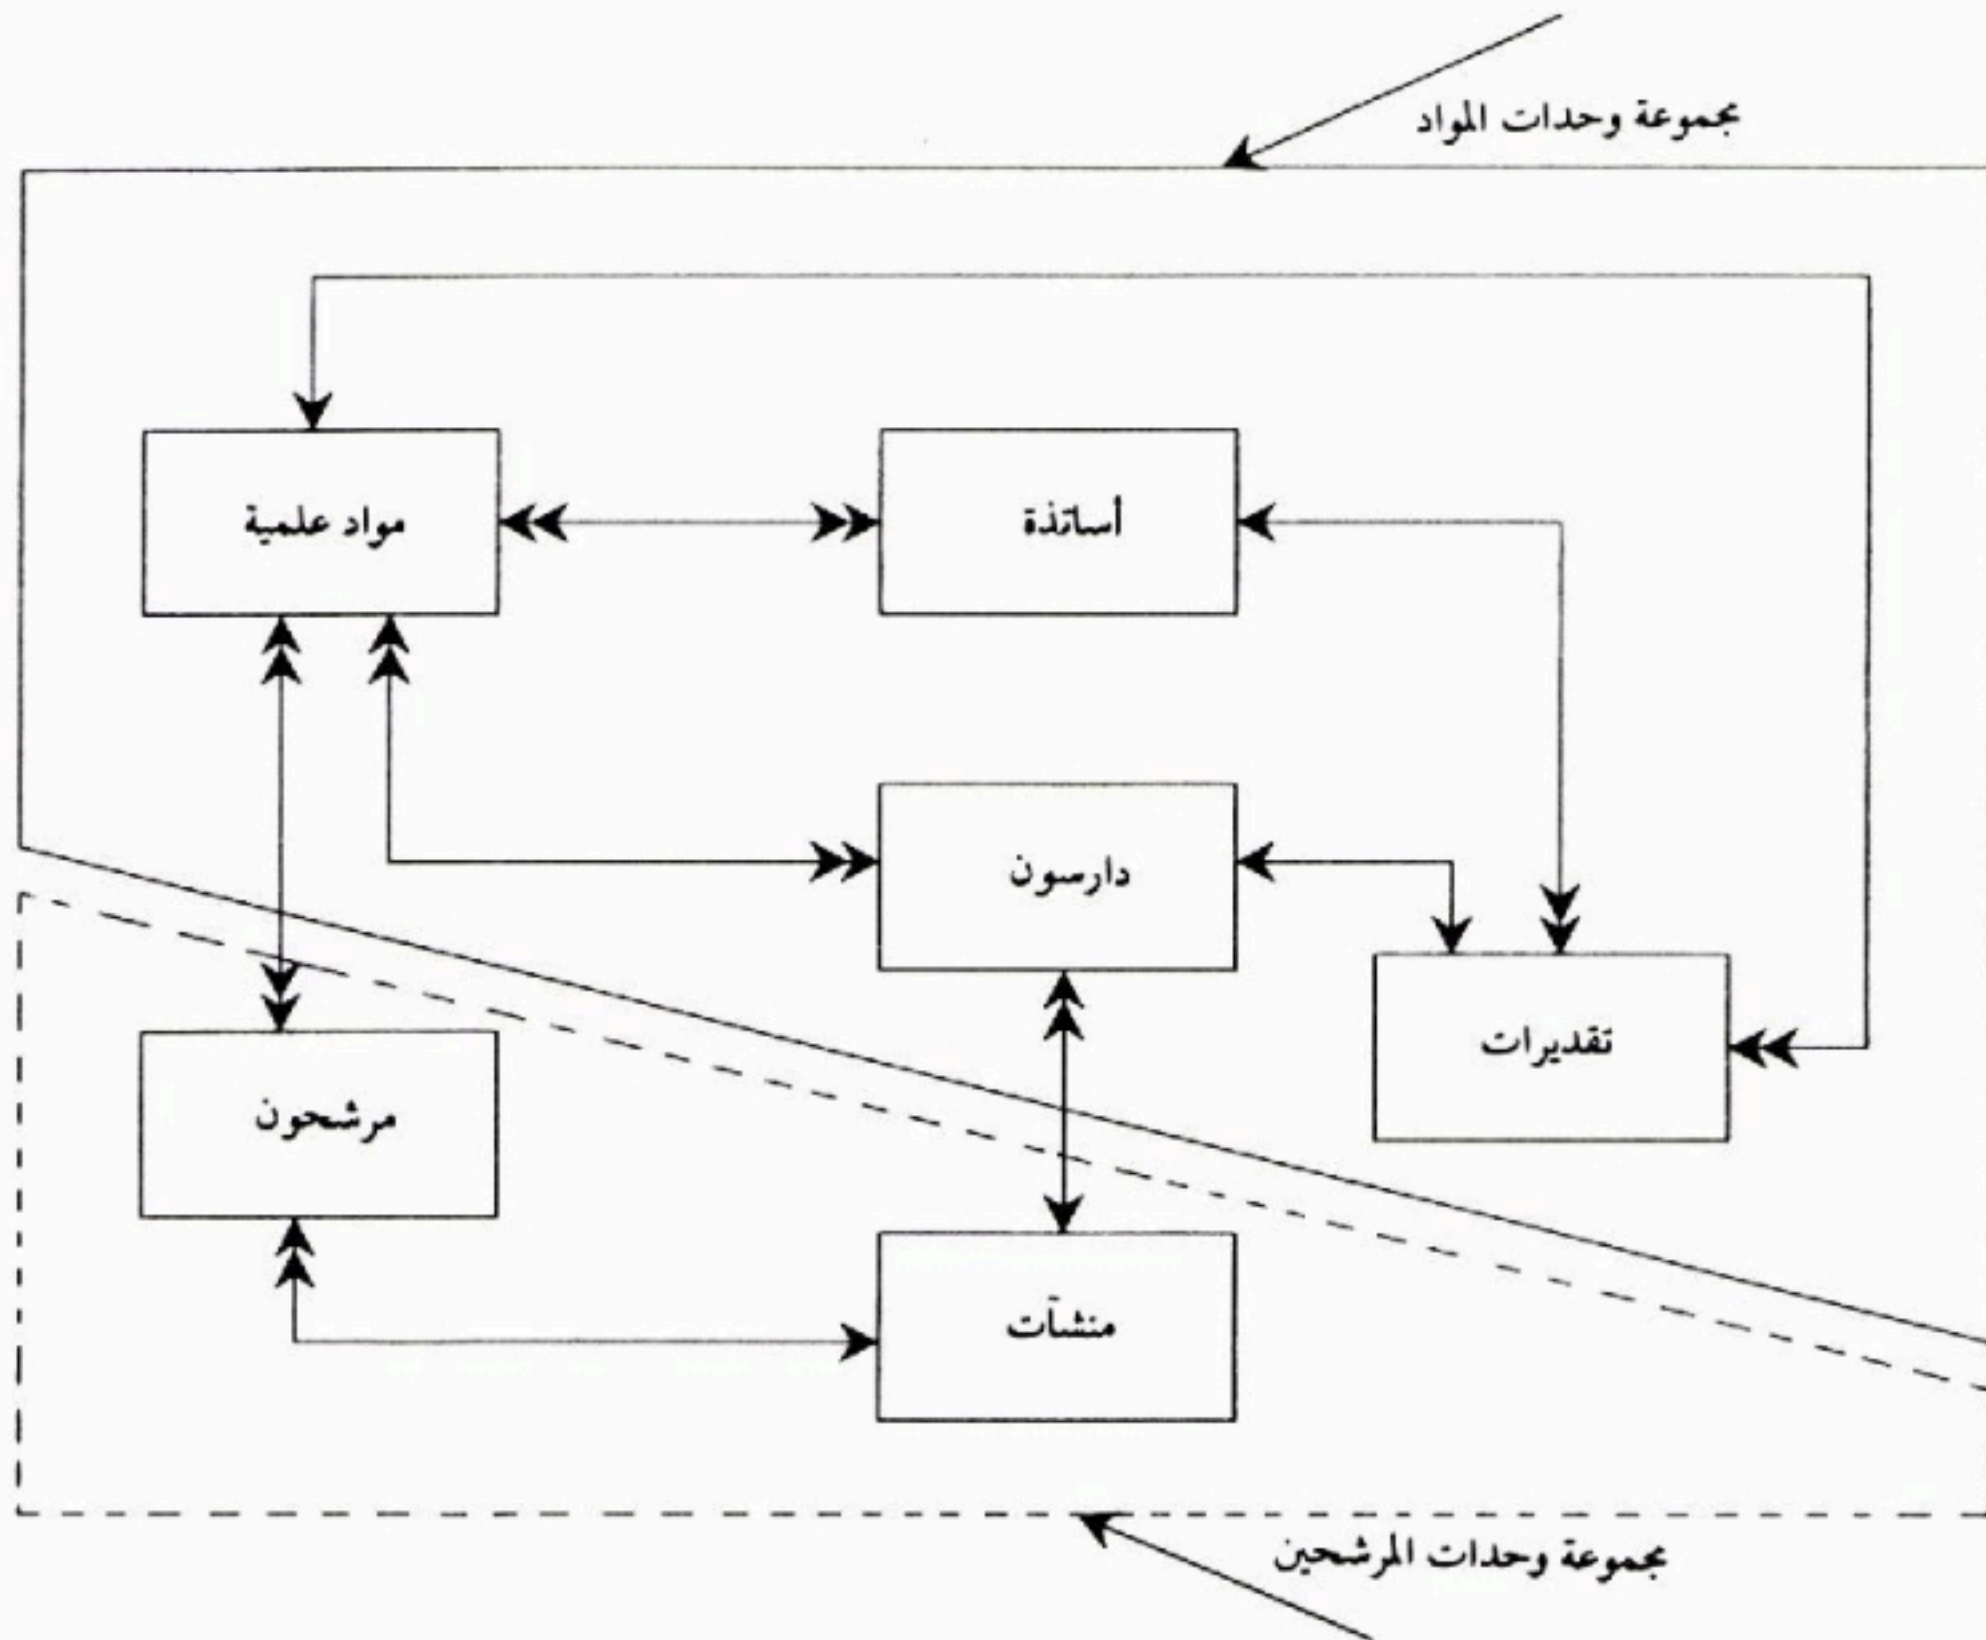 مجموعة وحدات المواد
أساتذة
مواد علمية
دارسون
تقديرات
مرشحون
منشآت
مجموعة وحدات المرشحين